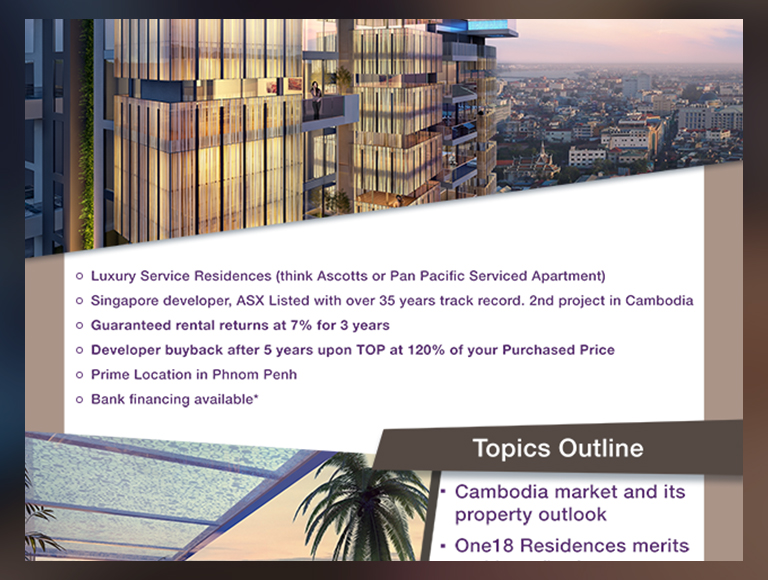 Luxury Service Residences (think Ascotts or Pan Pacific Serviced Apartment)
Singapore developer, ASX Listed with over 35 years track record. 2nd project in Cambodia
Guaranteed rental returns at 7% for 3 years
Developer buyback after 5 years upon TOP at 120% of your Purchased Price
Prime Location in Phnom Penh
Bank financing available*
Topics Outline
Cambodia market and its
property outlook
One18 Residences merits